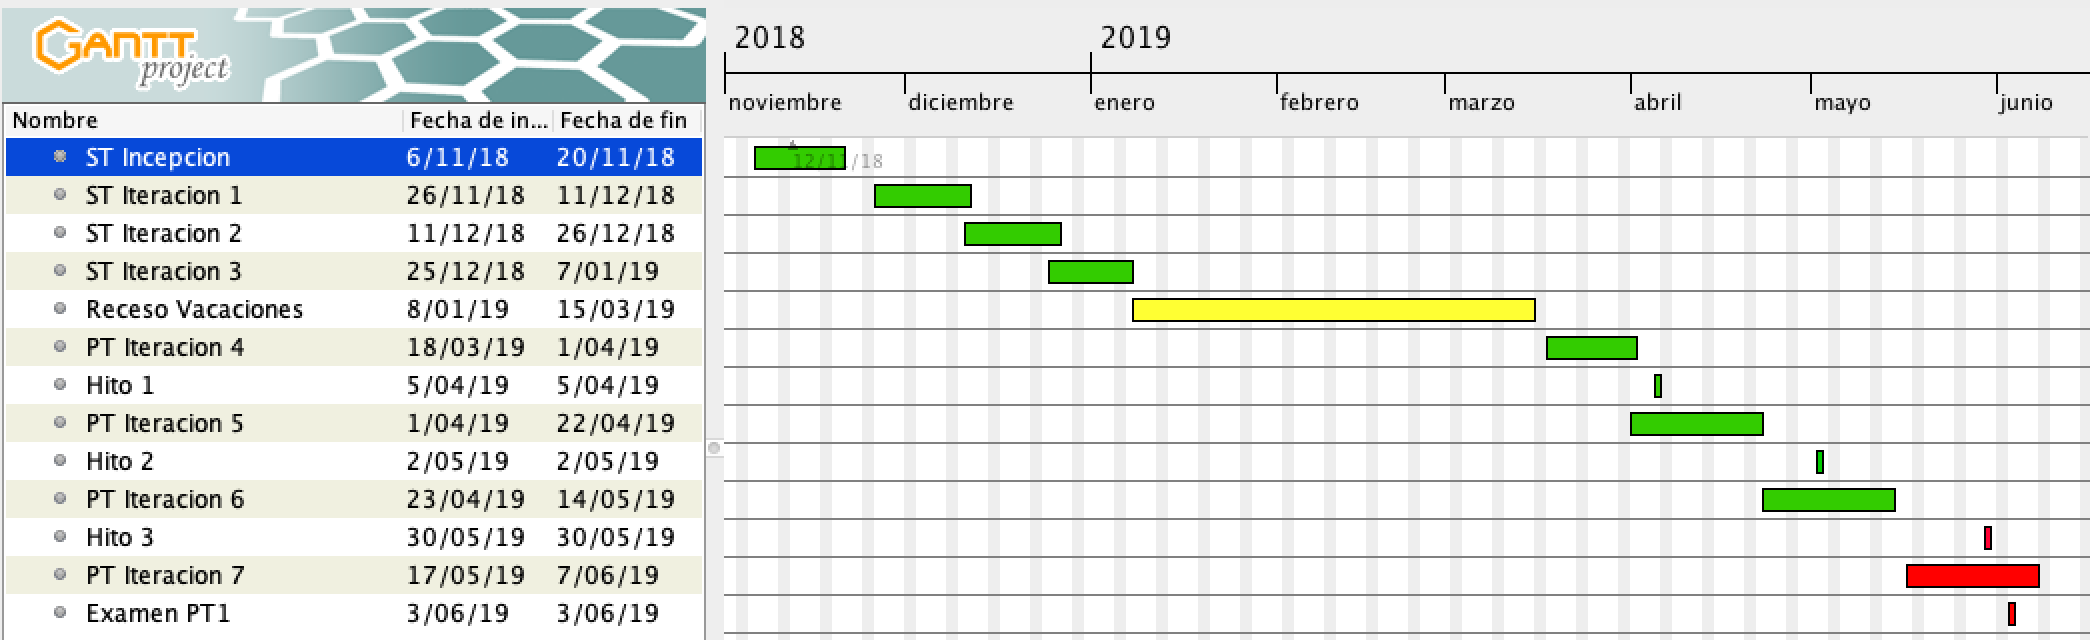 GANTT
project
2018 2019
noviembre diciembre enero febrero marzo abril mayo junio
Nombre Fecha de in... Fecha de fin
ST Incepcion 6/11/18 20/11/18
12/11/18
ST Iteracion 1 26/11/18 11/12/18
ST Iteracion 2 11/12/18 26/12/18
ST Iteracion 3 25/12/18 7/01/19
Receso Vacaciones 8/01/19 15/03/19
PT Iteracion 4 18/03/19 1/04/19
Hito 1 5/04/19 5/04/19
PT Iteracion 5 1/04/19 22/04/19
Hito 2 2/05/19 2/05/19
PT Iteracion 6 23/04/19 14/05/19
Hito 3 30/05/19 30/05/19
PT Iteracion 7 17/05/19 7/06/19
Examen PT1 3/06/19 3/06/19